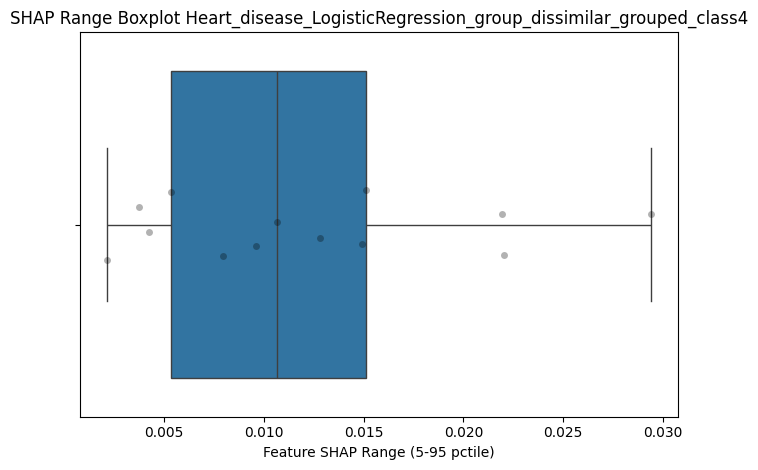 SHAP Range Boxplot Heart_disease_LogisticRegression_group_dissimilar_grouped_class4
0.005 0.010 0.015 0.020 0.025 0.030
Feature SHAP Range (5-95 pctile)